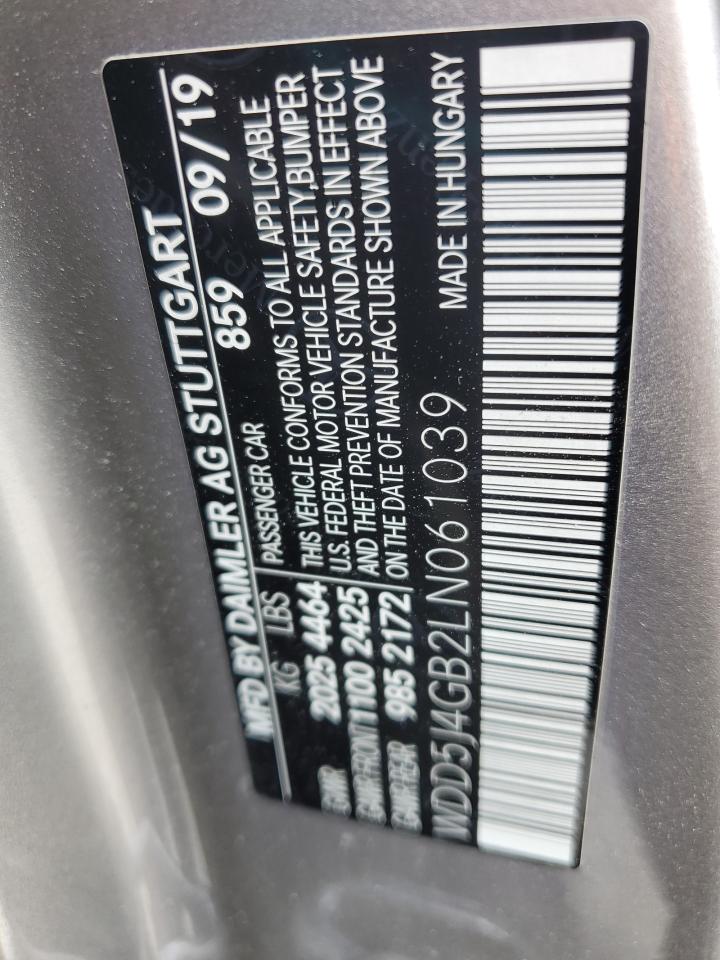 MFD BY DAIMLER AG STUTTGART
859 09/19
KG LBS PASSENGER CAR
GVWR 2025 4464 THIS VEHICLE CONFORMS TO ALL APPLICABLE
GAWR FRONT 1100 2425 U.S. FEDERAL MOTOR VEHICLE SAFETY,BUMPER
GAWR REAR 985 2172 AND THEFT PREVENTION STANDARDS IN EFFECT
ON THE DATE OF MANUFACTURE SHOWN ABOVE
WDD5J4GB2LN061039 MADE IN HUNGARY